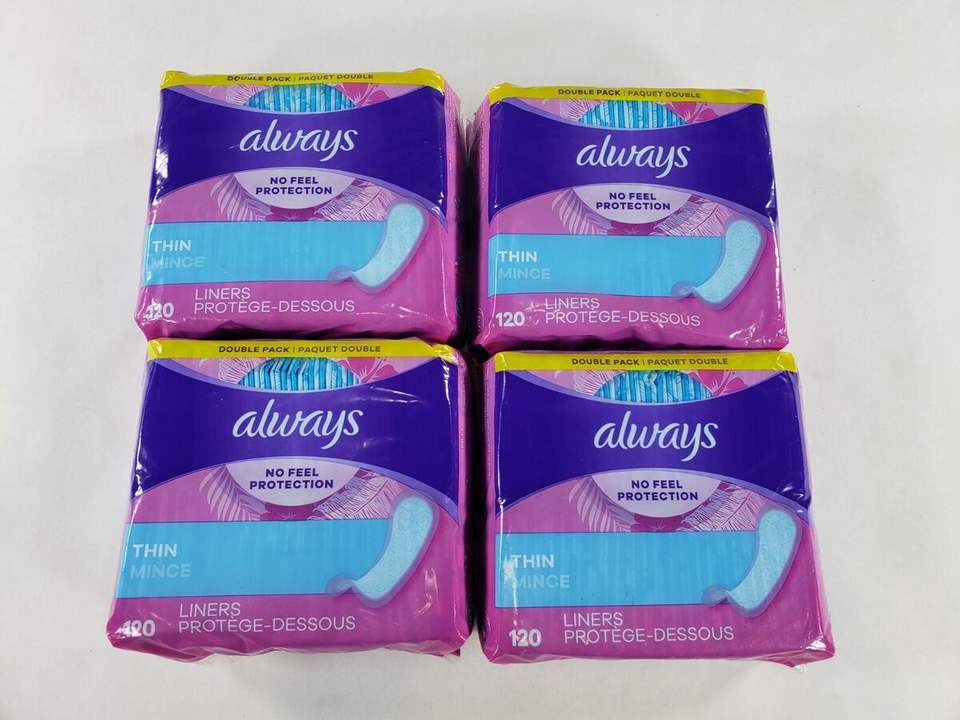 DOUBLE PACK | PAQUET DOUBLE
always
NO FEEL
PROTECTION
THIN
MINCE
120
LINERS
PROTÈGE-DESSOUS
DOUBLE PACK | PAQUET DOUBLE
always
NO FEEL
PROTECTION
THIN
MINCE
120
LINERS
PROTÈGE-DESSOUS
DOUBLE PACK | PAQUET DOUBLE
always
NO FEEL
PROTECTION
THIN
MINCE
120
LINERS
PROTÈGE-DESSOUS
DOUBLE PACK | PAQUET DOUBLE
always
NO FEEL
PROTECTION
THIN
MINCE
120
LINERS
PROTÈGE-DESSOUS